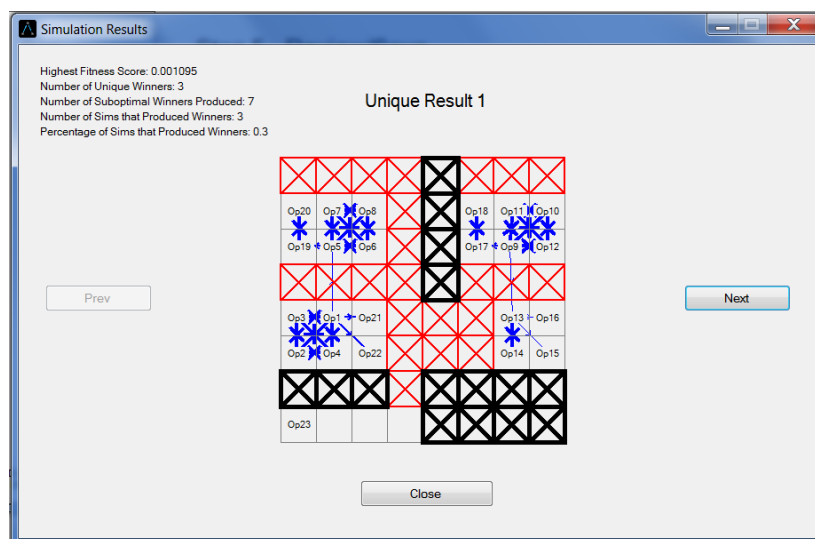 Simulation Results
Highest Fitness Score: 0.001095
Number of Unique Winners: 3
Number of Suboptimal Winners Produced: 7
Number of Sims that Produced Winners: 3
Percentage of Sims that Produced Winners: 0.3
Unique Result 1
Op20 Op7 Op8 Op18 Op11 Op10
Op19 Op5 Op6 Op17 Op9 Op12
Prev
Next
Op3 Op1 Op21 Op13 Op16
Op2 Op4 Op22 Op14 Op15
Op23
Close